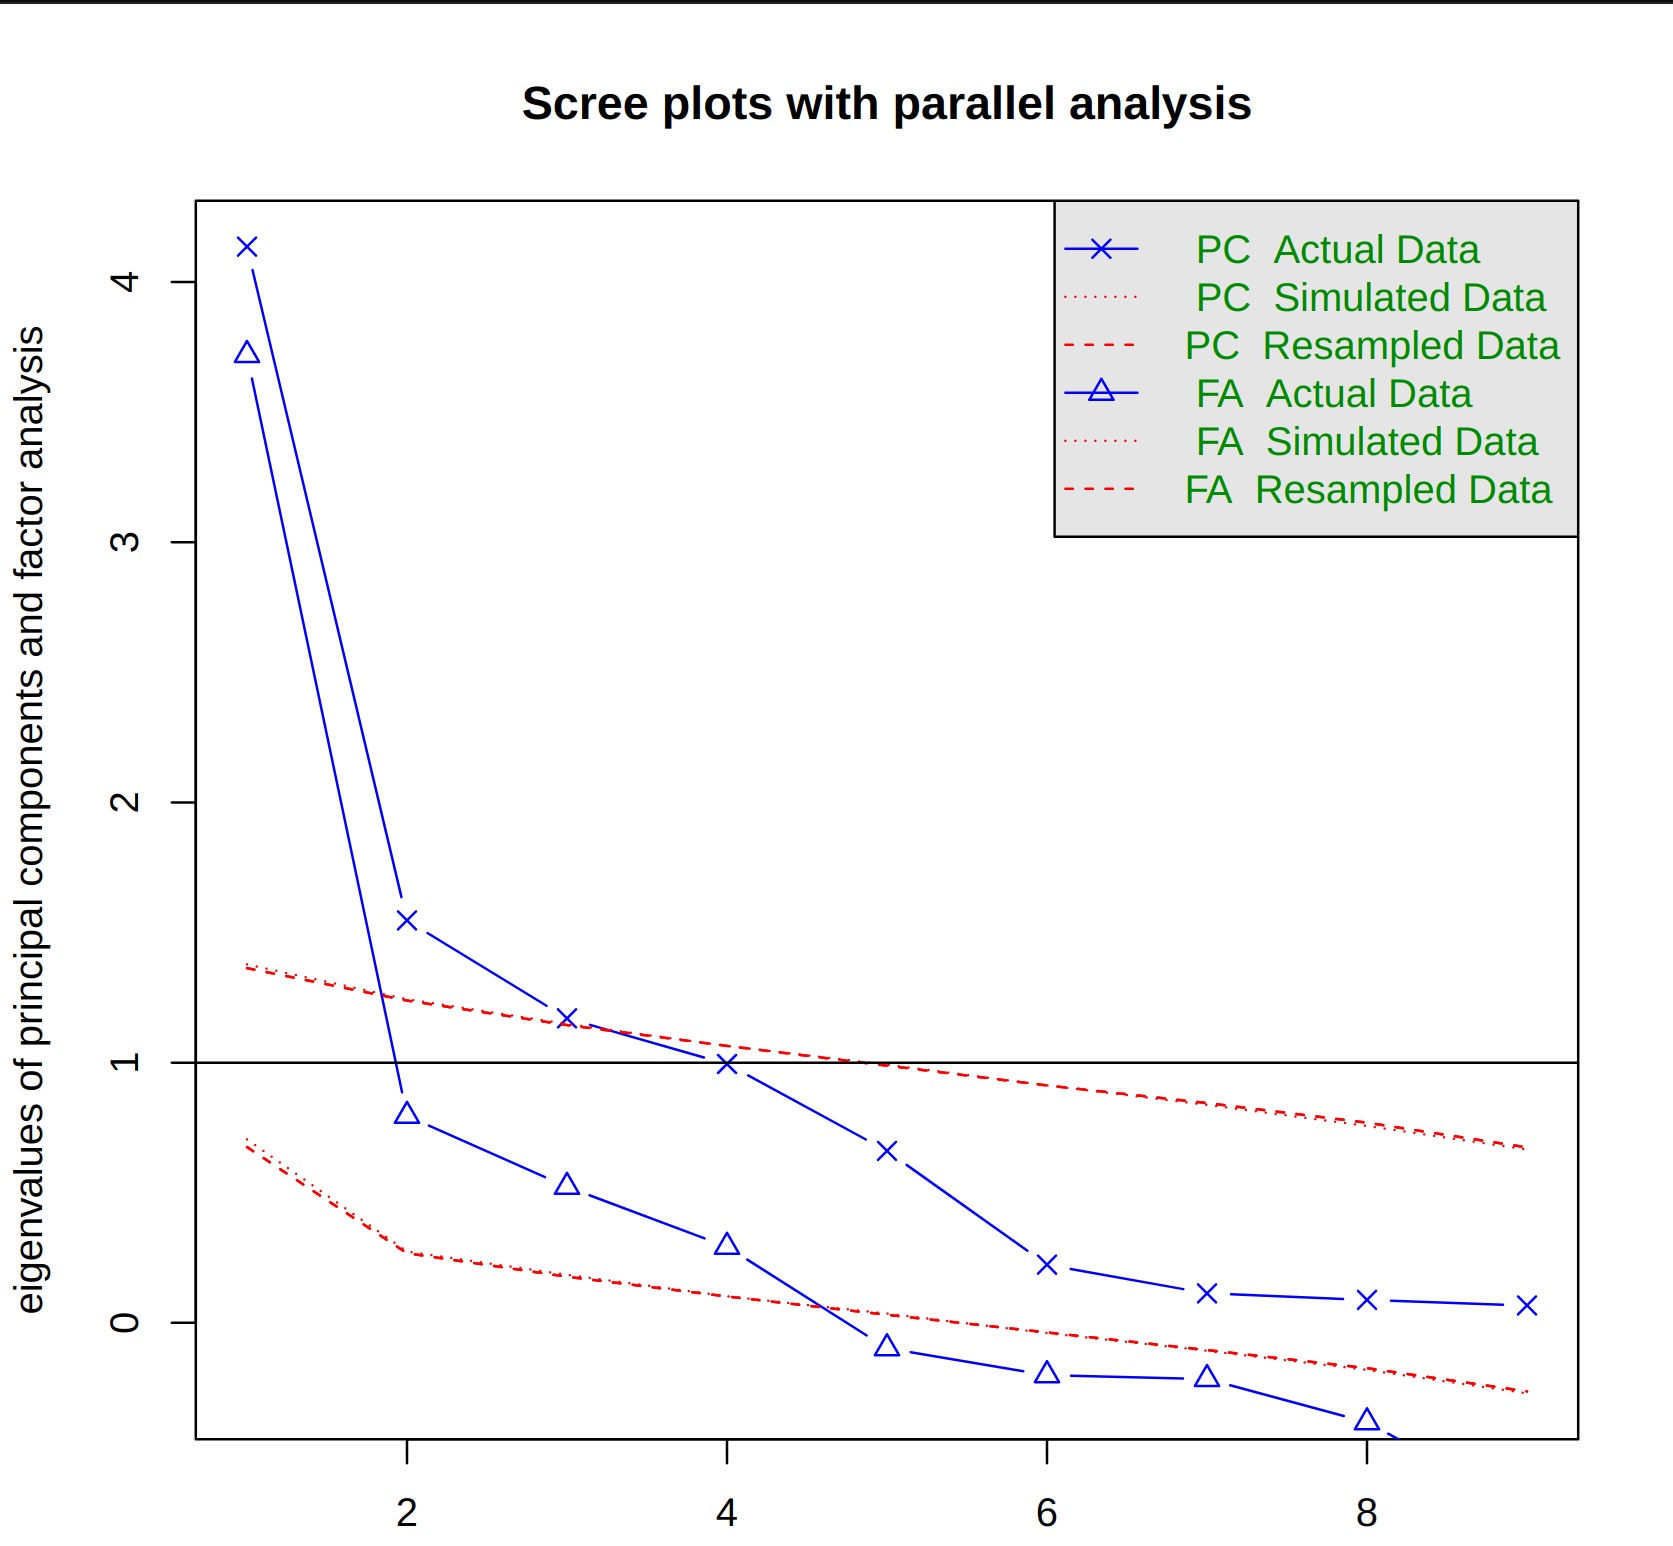 Scree plots with parallel analysis
eigenvalues of principal components and factor analysis
4
3
2
1
0
PC Actual Data
PC Simulated Data
PC Resampled Data
FA Actual Data
FA Simulated Data
FA Resampled Data
2 4 6 8